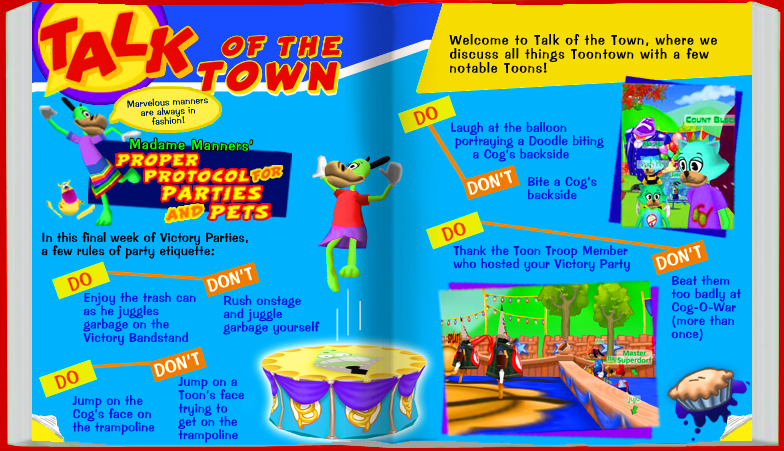 TALK
OF THE
TOWN
Marvelous manners
are always in
fashion!
Madame Manners'
PROPER
PROTOCOL FOR
PARTIES
AND PETS
In this final week of Victory Parties,
a few rules of party etiquette:
DO
Enjoy the trash can
as he juggles
garbage on the
Victory Bandstand
DON'T
Rush onstage
and juggle
garbage yourself
DO
Jump on the
Cog's face on
the trampoline
DON'T
Jump on a
Toon's face
trying to
get on the
trampoline
Welcome to Talk of the Town, where we
discuss all things Toontown with a few
notable Toons!
DO
Laugh at the balloon
portraying a Doodle biting
a Cog's backside
DON'T
Bite a Cog's
backside
COUNT BLOO
DO
Thank the Toon Troop Member
who hosted your Victory Party
DON'T
Beat them
too badly at
Cog-O-War
(more than
once)
Master
Superdorf